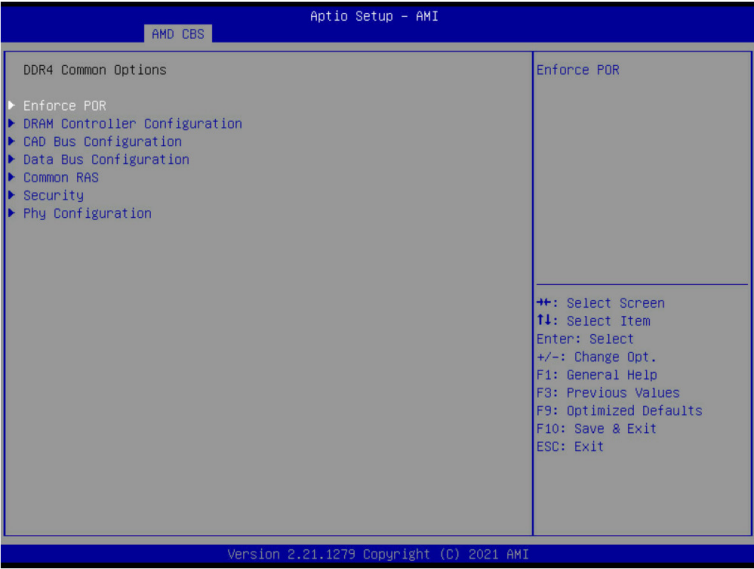 Aptio Setup – AMI
AMD CBS
DDR4 Common Options
Enforce POR
DRAM Controller Configuration
CAD Bus Configuration
Data Bus Configuration
Common RAS
Security
Phy Configuration
Enforce POR
→←: Select Screen
↑↓: Select Item
Enter: Select
+/-: Change Opt.
F1: General Help
F3: Previous Values
F9: Optimized Defaults
F10: Save & Exit
ESC: Exit
Version 2.21.1279 Copyright (C) 2021 AMI